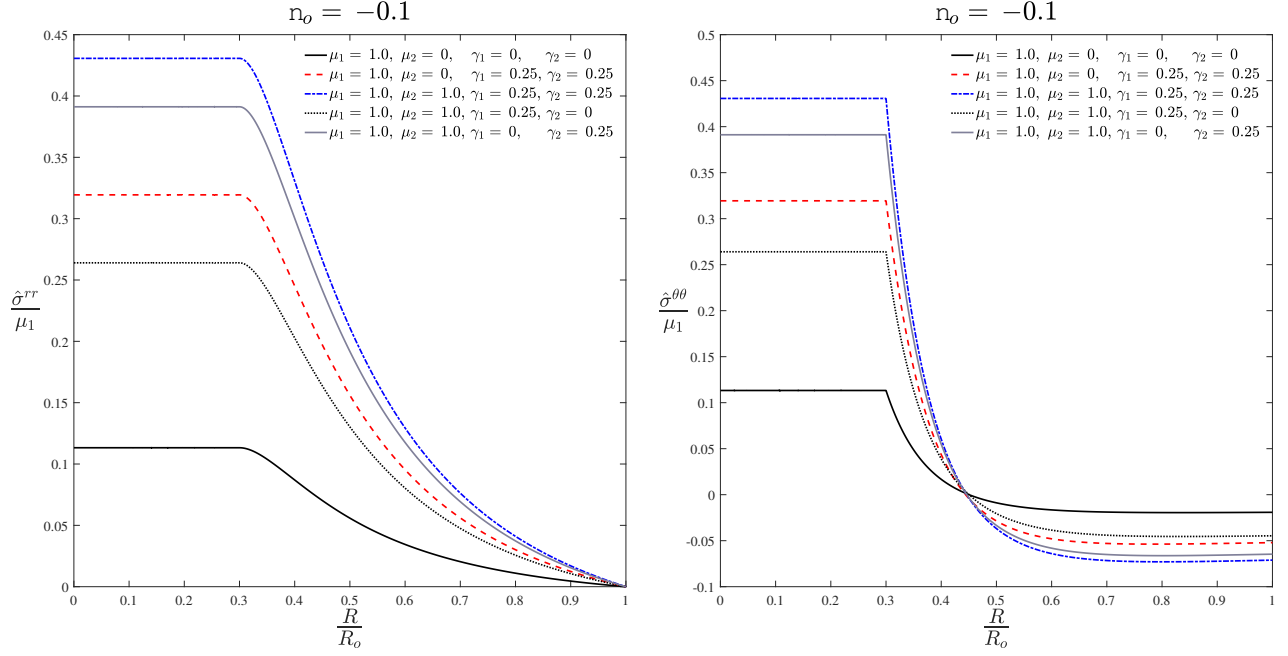 n_o = −0.1
0.5
0.45
0.4
0.35
0.3
0.25
0.2
0.15
0.1
0.05
0
σ̂^{rr}/μ_1
μ_1 = 1.0, μ_2 = 0, γ_1 = 0, γ_2 = 0
μ_1 = 1.0, μ_2 = 0, γ_1 = 0.25, γ_2 = 0.25
μ_1 = 1.0, μ_2 = 1.0, γ_1 = 0.25, γ_2 = 0.25
μ_1 = 1.0, μ_2 = 1.0, γ_1 = 0.25, γ_2 = 0
μ_1 = 1.0, μ_2 = 1.0, γ_1 = 0, γ_2 = 0.25
0 0.1 0.2 0.3 0.4 0.5 0.6 0.7 0.8 0.9 1
R/R_o
n_o = −0.1
0.5
0.45
0.4
0.35
0.3
0.25
0.2
0.15
0.1
0.05
0
-0.05
-0.1
σ̂^{θθ}/μ_1
μ_1 = 1.0, μ_2 = 0, γ_1 = 0, γ_2 = 0
μ_1 = 1.0, μ_2 = 0, γ_1 = 0.25, γ_2 = 0.25
μ_1 = 1.0, μ_2 = 1.0, γ_1 = 0.25, γ_2 = 0.25
μ_1 = 1.0, μ_2 = 1.0, γ_1 = 0.25, γ_2 = 0
μ_1 = 1.0, μ_2 = 1.0, γ_1 = 0, γ_2 = 0.25
0 0.1 0.2 0.3 0.4 0.5 0.6 0.7 0.8 0.9 1
R/R_o